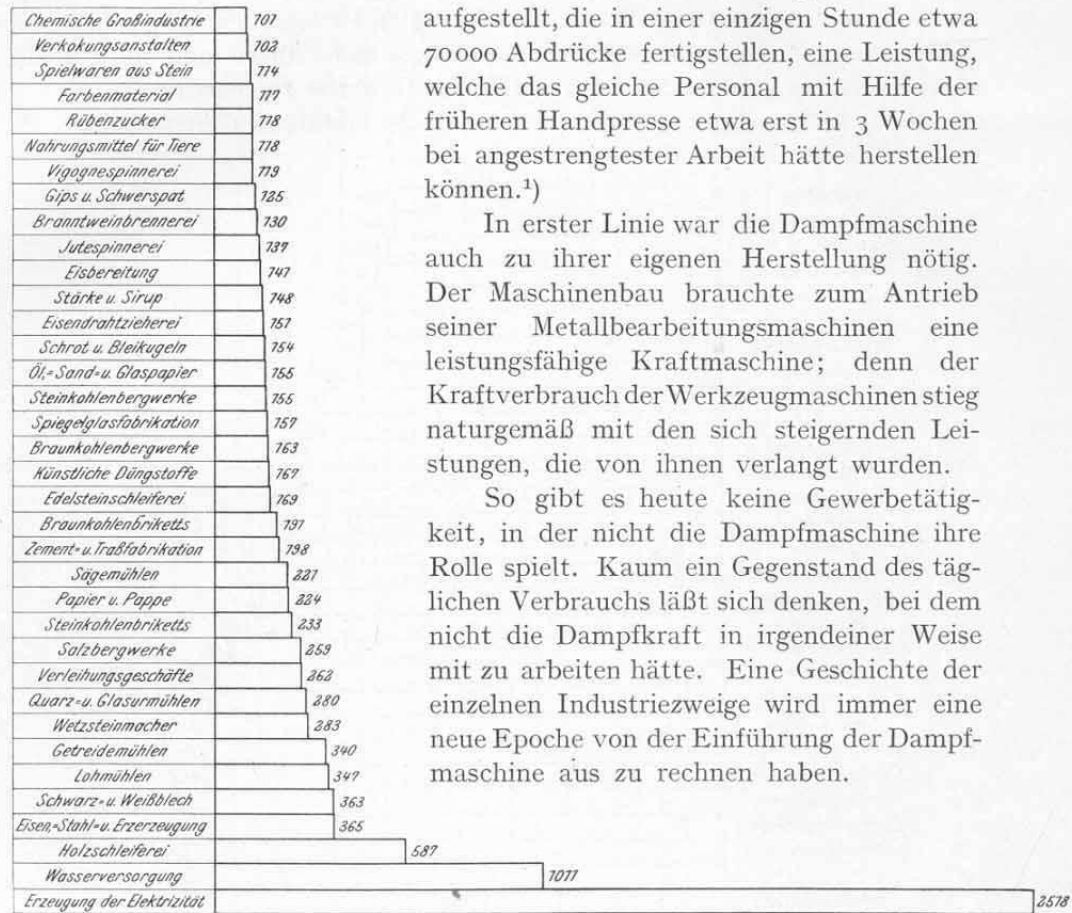 Chemische Großindustrie 101
Verkokungsanstalten 102
Spielwaren aus Stein 114
Farbenmaterial 117
Rübenzucker 118
Nahrungsmittel für Tiere 118
Vigognespinnerei 119
Gips u. Schwerspat 125
Branntweinbrennerei 130
Jutespinnerei 137
Eisbereitung 141
Stärke u. Sirup 148
Eisendrahtzieherei 151
Schrot u. Bleikugeln 154
Öl,=Sand=u. Glaspapier 155
Steinkohlenbergwerke 155
Spiegelglasfabrikation 157
Braunkohlenbergwerke 163
Künstliche Düngstoffe 167
Edelsteinschleiferei 169
Braunkohlenbriketts 191
Zement=u. Traßfabrikation 198
Sägemühlen 221
Papier u. Pappe 224
Steinkohlenbriketts 233
Salzbergwerke 259
Verleihungsgeschäfte 262
Quarz=u. Glasurmühlen 280
Wetzsteinmacher 283
Getreidemühlen 340
Lohmühlen 347
Schwarz=u. Weißblech 363
Eisen,=Stahl=u. Erzerzeugung 365
Holzschleiferei 587
Wasserversorgung 1011
Erzeugung der Elektrizität 2518
aufgestellt, die in einer einzigen Stunde etwa
70000 Abdrücke fertigstellen, eine Leistung,
welche das gleiche Personal mit Hilfe der
früheren Handpresse etwa erst in 3 Wochen
bei angestrengtester Arbeit hätte herstellen
können.¹)
In erster Linie war die Dampfmaschine
auch zu ihrer eigenen Herstellung nötig.
Der Maschinenbau brauchte zum Antrieb
seiner Metallbearbeitungsmaschinen eine
leistungsfähige Kraftmaschine; denn der
Kraftverbrauch der Werkzeugmaschinen stieg
naturgemäß mit den sich steigernden Lei-
stungen, die von ihnen verlangt wurden.
So gibt es heute keine Gewerbetätig-
keit, in der nicht die Dampfmaschine ihre
Rolle spielt. Kaum ein Gegenstand des täg-
lichen Verbrauchs läßt sich denken, bei dem
nicht die Dampfkraft in irgendeiner Weise
mit zu arbeiten hätte. Eine Geschichte der
einzelnen Industriezweige wird immer eine
neue Epoche von der Einführung der Dampf-
maschine aus zu rechnen haben.